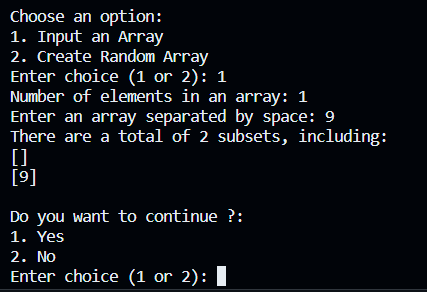 Choose an option:
1. Input an Array
2. Create Random Array
Enter choice (1 or 2): 1
Number of elements in an array: 1
Enter an array separated by space: 9
There are a total of 2 subsets, including:
[]
[9]
Do you want to continue ?:
1. Yes
2. No
Enter choice (1 or 2):